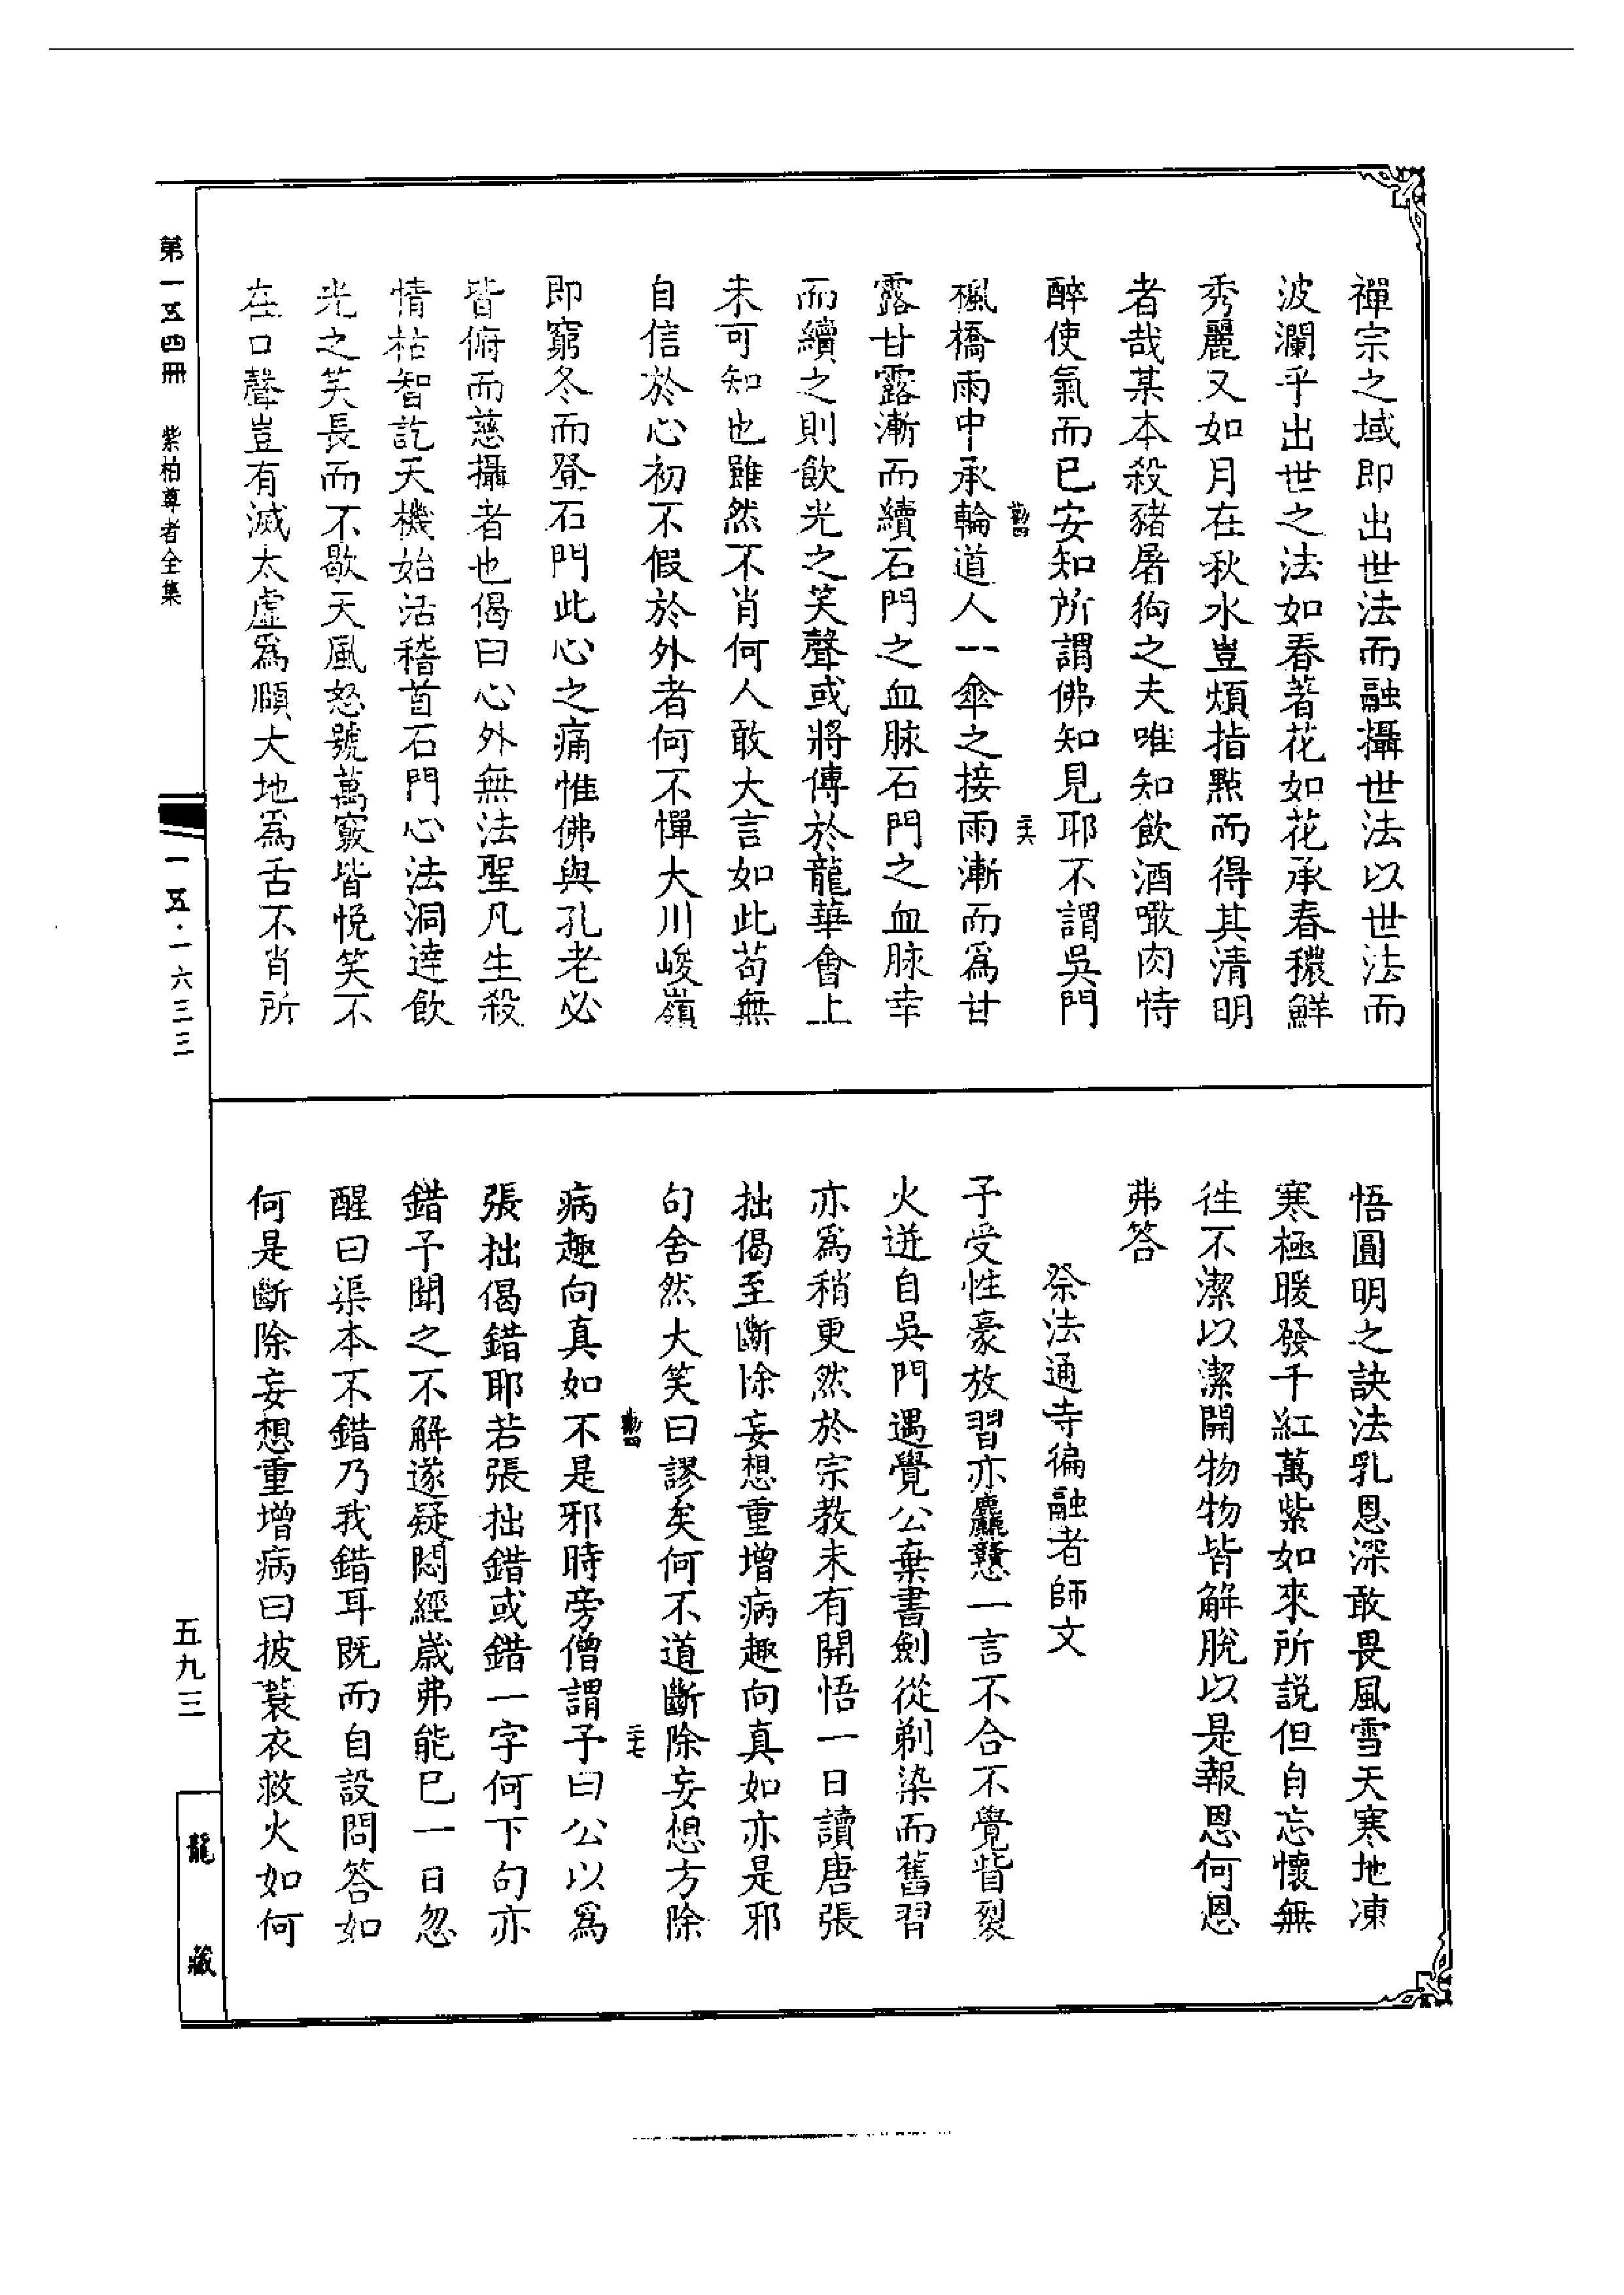 禪宗之域即出世法而融攝世法以世法而
波瀾乎出世之法如春著花如花承春穠鮮
秀麗又如月在秋水豈煩指點而得其清明
者哉某本殺豬屠狗之夫唯知飲酒噉肉恃
醉使氣而已安知所謂佛知見耶不謂吳門
勤四
二六
楓橋雨中承輪道人一傘之接雨漸而爲甘
露甘露漸而續石門之血脉石門之血脉幸
而續之則飲光之笑聲或將傳於龍華會上
未可知也雖然不肖何人敢大言如此苟無
自信於心初不假於外者何不憚大川峻嶺
即窮冬而登石門此心之痛惟佛與孔老必
皆俯而慈攝者也偈曰心外無法聖凡生殺
情枯智訖天機始活稽首石門心法洞達飲
光之笑長而不歇天風怒號萬竅皆悅笑不
在口聲豈有滅太虛爲頤大地爲舌不肖所
悟圓明之訣法乳恩深敢畏風雪天寒地凍
寒極暖發千紅萬紫如來所說但自忘懷無
徃不潔以潔開物物皆解脫以是報恩何恩
弗答
祭法通寺徧融老師文
予受性豪放習亦麤戇一言不合不覺眥裂
火迸自吳門遇覺公棄書劍從剃染而舊習
亦爲稍更然於宗教未有開悟一日讀唐張
拙偈至斷除妄想重增病趣向真如亦是邪
句舍然大笑曰謬矣何不道斷除妄想方除
勤四
二七
病趣向真如不是邪時旁僧謂予曰公以爲
張拙偈錯耶若張拙錯或錯一字何下句亦
錯予聞之不解遂疑悶經歲弗能已一日忽
醒曰渠本不錯乃我錯耳既而自設問答如
何是斷除妄想重增病曰披蓑衣救火如何
第一五四冊 紫柏尊者全集
一五·一六三三
五九三
龍藏